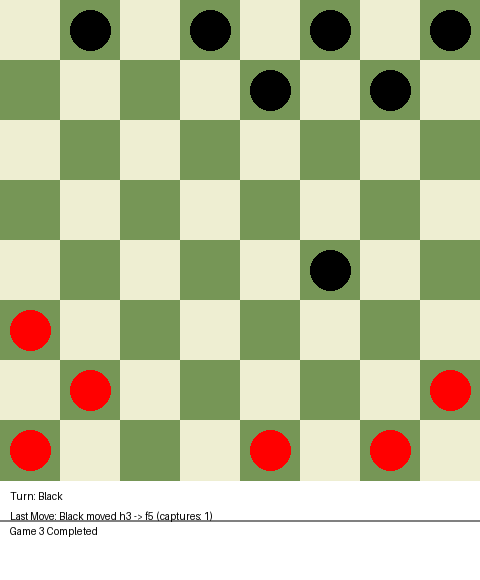 Turn: Black
Last Move: Black moved h3 -> f5 (captures: 1)
Game 3 Completed